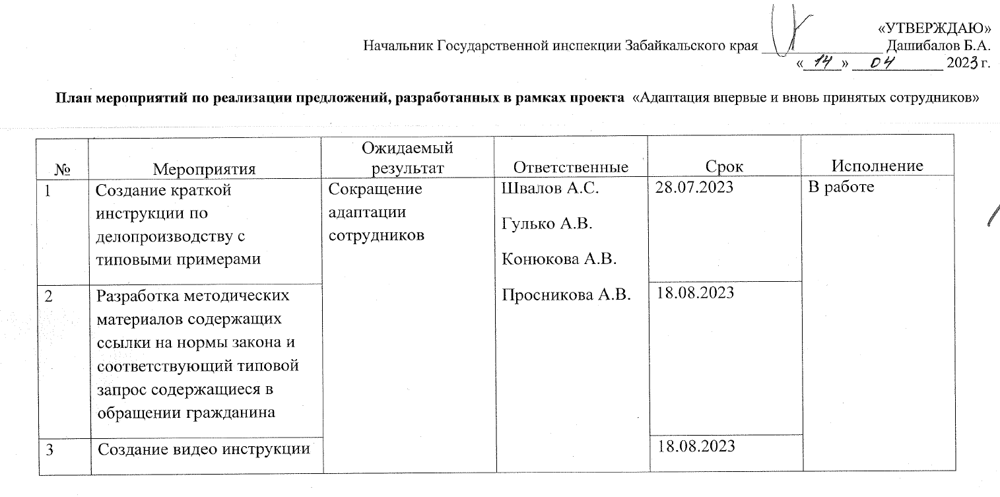 «УТВЕРЖДАЮ»
Начальник Государственной инспекции Забайкальского края ________________ Дашибалов Б.А.
« 14 » 04 2023 г.
План мероприятий по реализации предложений, разработанных в рамках проекта «Адаптация впервые и вновь принятых сотрудников»
№
Мероприятия
Ожидаемый
результат
Ответственные
Срок
Исполнение
1
Создание краткой
инструкции по
делопроизводству с
типовыми примерами
Сокращение
адаптации
сотрудников
Швалов А.С.
Гулько А.В.
Конюкова А.В.
Просникова А.В.
28.07.2023
В работе
2
Разработка методических
материалов содержащих
ссылки на нормы закона и
соответствующий типовой
запрос содержащиеся в
обращении гражданина
18.08.2023
3
Создание видео инструкции
18.08.2023